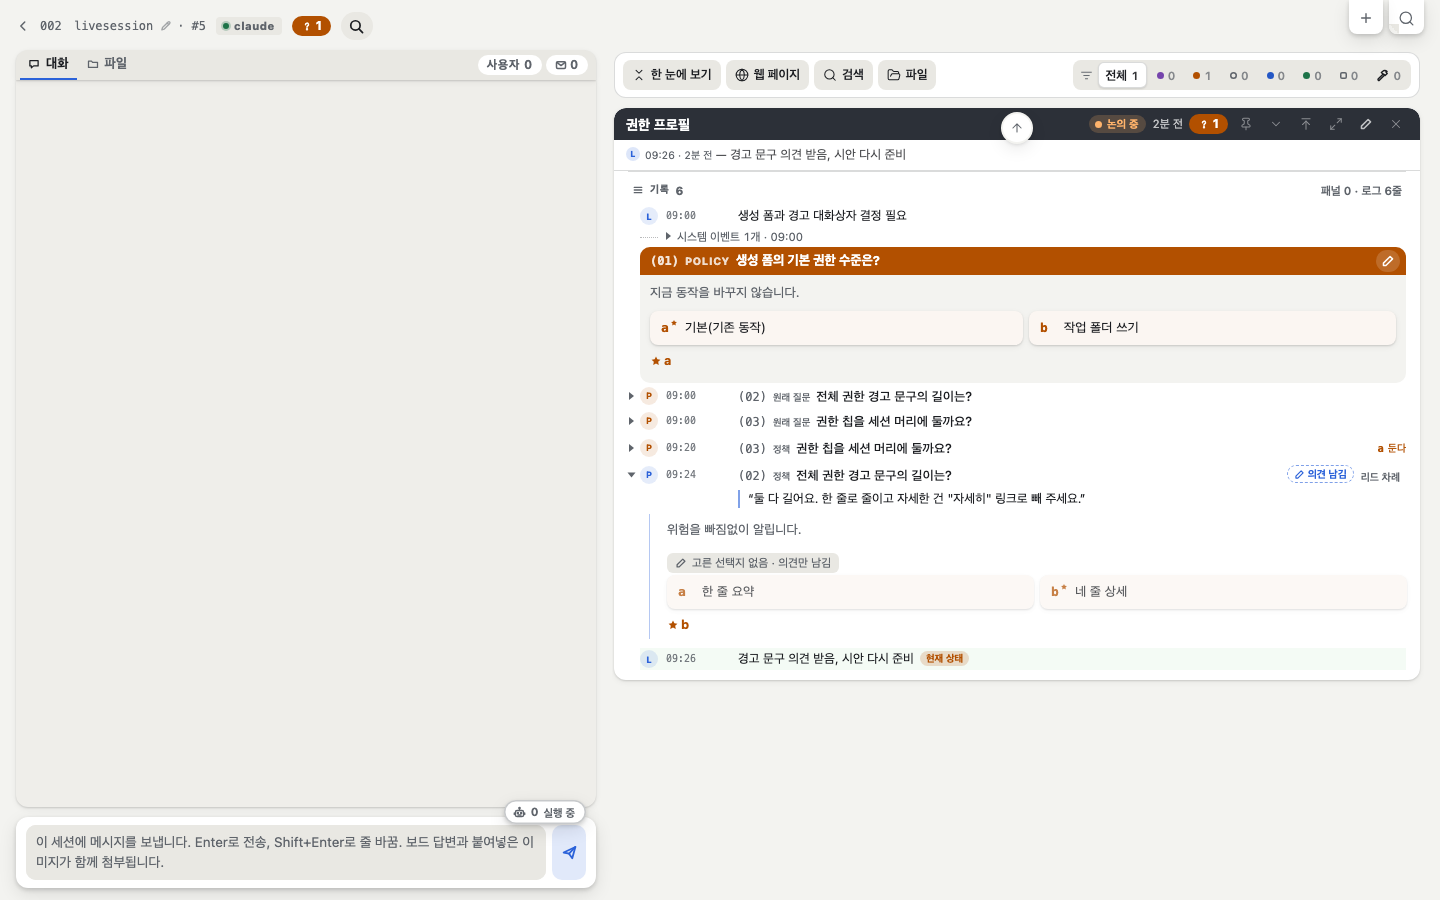 002 livesession · #5 claude ? 1
대화 파일 사용자 0 0
0 실행 중
이 세션에 메시지를 보냅니다. Enter로 전송, Shift+Enter로 줄 바꿈. 보드 답변과 붙여넣은 이
미지가 함께 첨부됩니다.
한 눈에 보기 웹 페이지 검색 파일 전체 1 0 1 0 0 0 0 0
권한 프로필 논의 중 2분 전 ? 1
L 09:26 · 2분 전 — 경고 문구 의견 받음, 시안 다시 준비
기록 6 패널 0 · 로그 6줄
L 09:00 생성 폼과 경고 대화상자 결정 필요
시스템 이벤트 1개 · 09:00
(01) POLICY 생성 폼의 기본 권한 수준은?
지금 동작을 바꾸지 않습니다.
a★ 기본(기존 동작) b 작업 폴더 쓰기
★ a
P 09:00 (02) 원래 질문 전체 권한 경고 문구의 길이는?
P 09:00 (03) 원래 질문 권한 칩을 세션 머리에 둘까요?
P 09:20 (03) 정책 권한 칩을 세션 머리에 둘까요? a 둔다
P 09:24 (02) 정책 전체 권한 경고 문구의 길이는? 의견 남김 리드 차례
“둘 다 길어요. 한 줄로 줄이고 자세한 건 "자세히" 링크로 빼 주세요.”
위험을 빠짐없이 알립니다.
고른 선택지 없음 · 의견만 남김
a 한 줄 요약 b★ 네 줄 상세
★ b
L 09:26 경고 문구 의견 받음, 시안 다시 준비 현재 상태